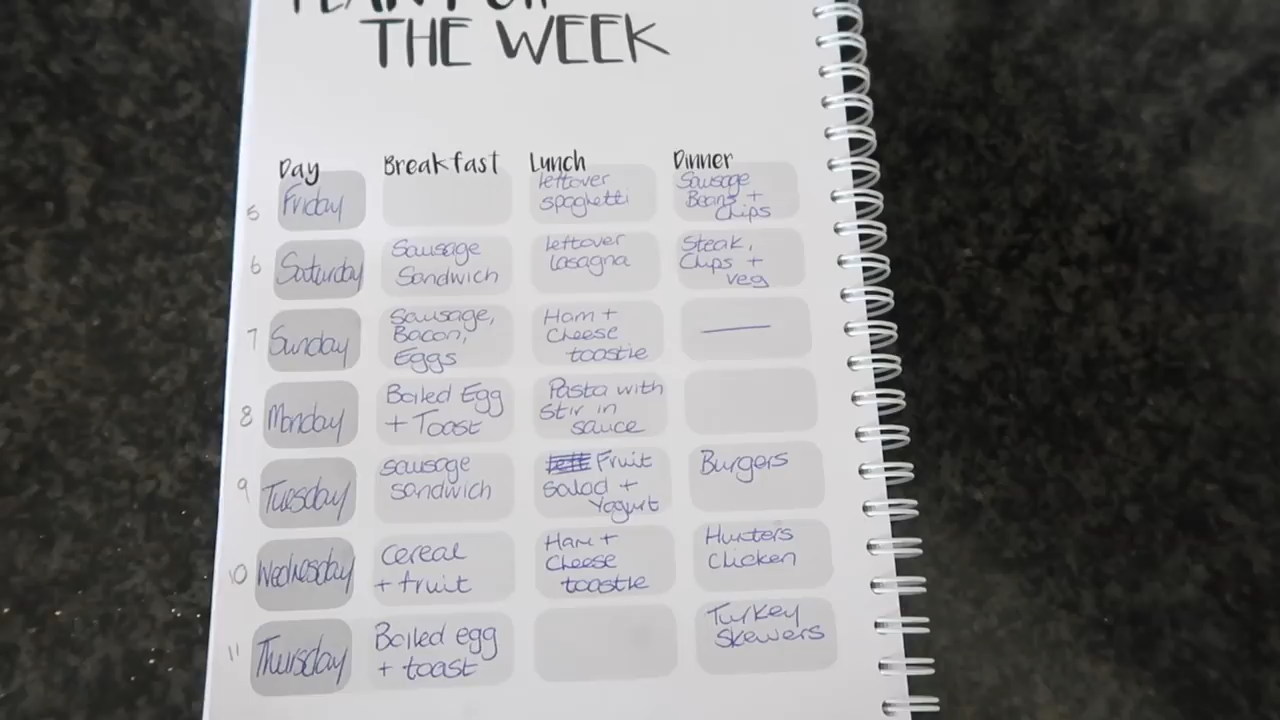 THE WEEK
Day Breakfast Lunch Dinner
5 Friday
leftover
spaghetti
Sausage
Beans +
Chips
6 Saturday
Sausage
Sandwich
leftover
lasagna
Steak,
Chips +
veg
7 Sunday
Sausage,
Bacon,
Eggs
Ham +
Cheese
toastie
8 Monday
Boiled Egg
+ Toast
Pasta with
Stir in
sauce
9 Tuesday
sausage
sandwich
Fruit
Salad +
Yogurt
Burgers
10 Wednesday
Cereal
+ fruit
Ham +
Cheese
toastie
Hunters
Chicken
11 Thursday
Boiled egg
+ toast
Turkey
Skewers